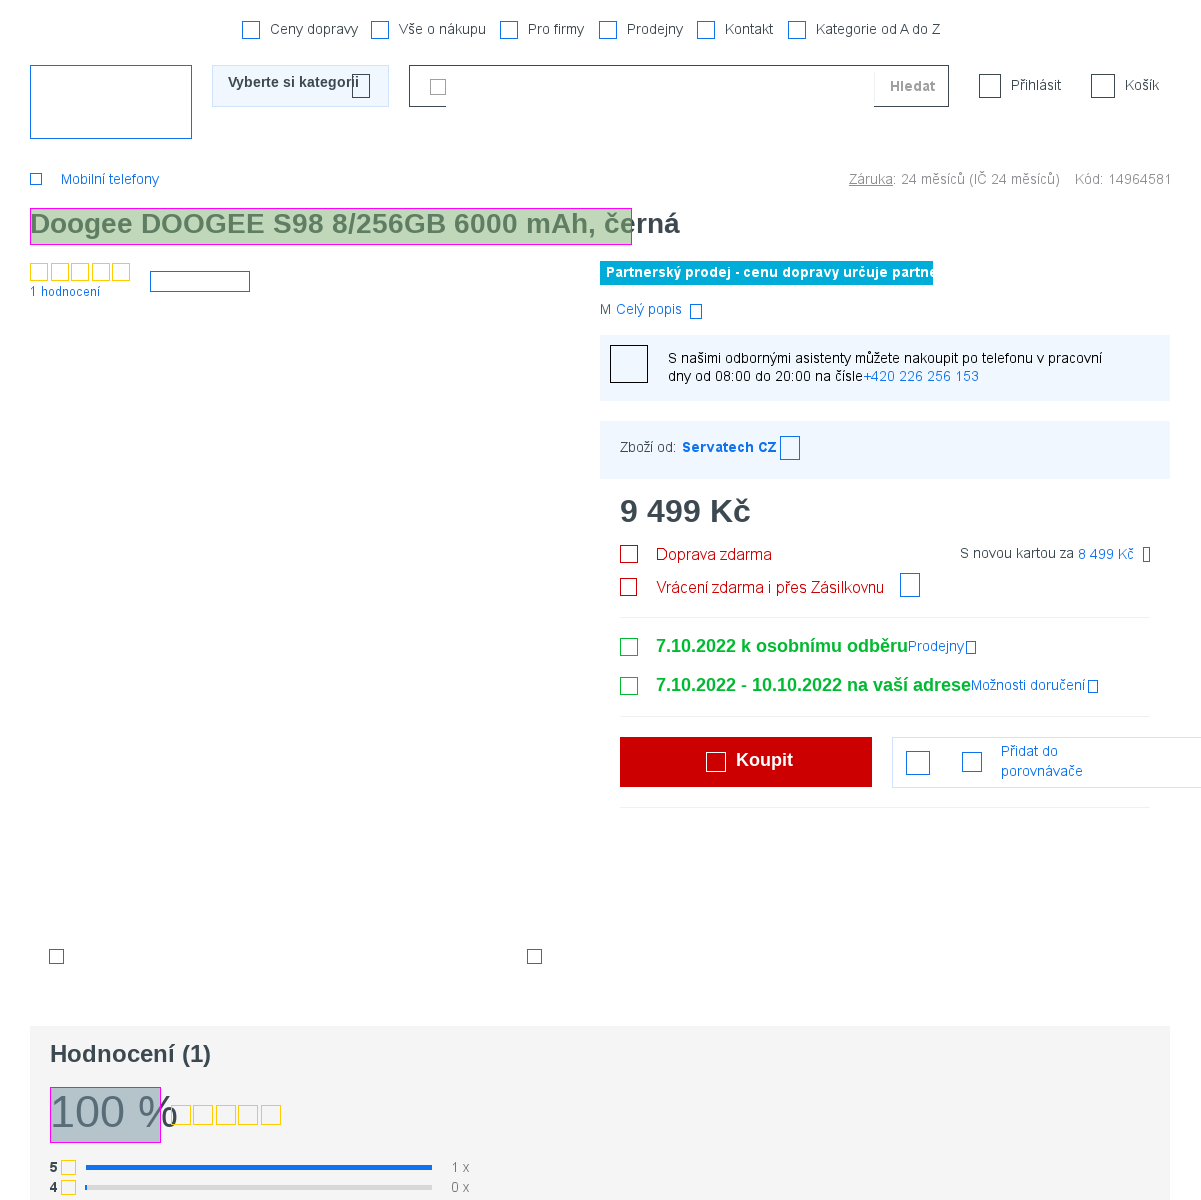 Ceny dopravy Vše o nákupu Pro firmy Prodejny Kontakt Kategorie od A do Z
Vyberte si kategorii Hledat Přihlásit Košík
Mobilní telefony Záruka: 24 měsíců (IČ 24 měsíců) Kód: 14964581
Doogee DOOGEE S98 8/256GB 6000 mAh, černá
1 hodnocení
Partnerský prodej - cenu dopravy určuje
M Celý popis
S našimi odbornými asistenty můžete nakoupit po telefonu v pracovní
dny od 08:00 do 20:00 na čísle+420 226 256 153
Zboží od: Servatech CZ
9 499 Kč
Doprava zdarma S novou kartou za 8 499 Kč
Vrácení zdarma i přes Zásilkovnu
7.10.2022 k osobnímu odběruProdejny
7.10.2022 - 10.10.2022 na vaší adreseMožnosti doručení
Koupit
Přidat do
porovnávače
Hodnocení (1)
100 %
5 1 x
4 0 x